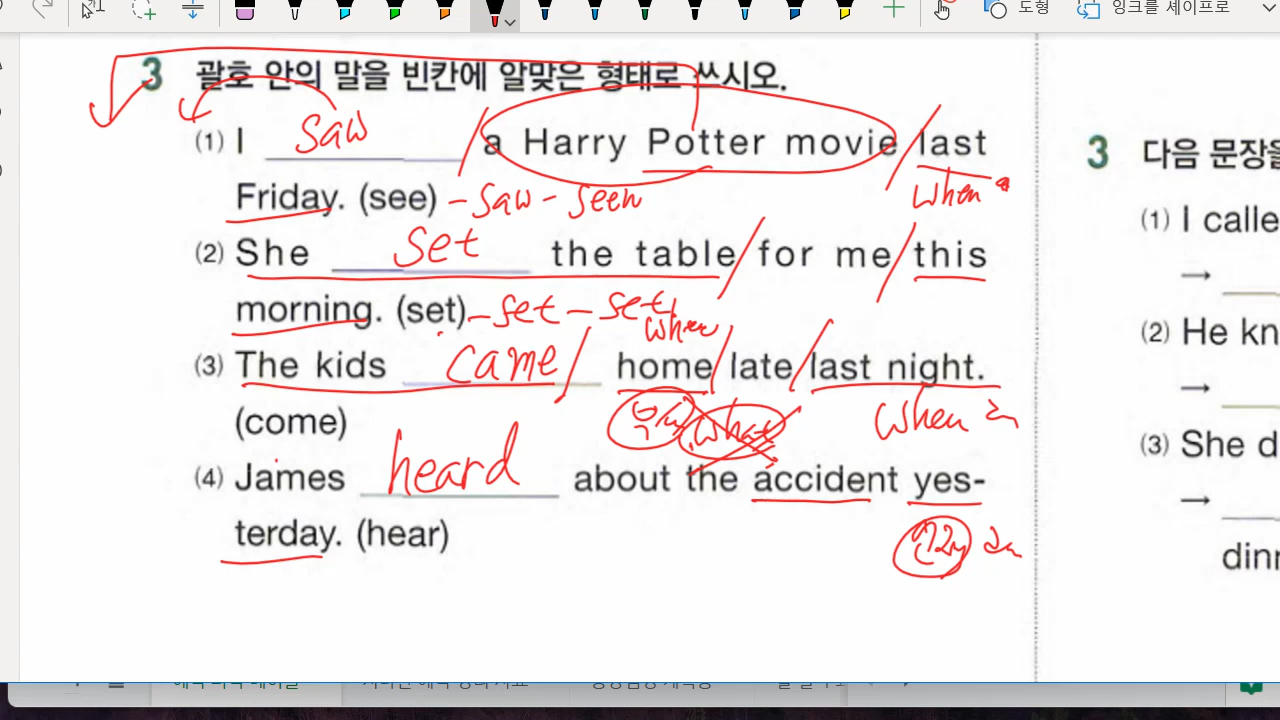 도형 잉크를 셰이프로
3 괄호 안의 말을 빈칸에 알맞은 형태로 쓰시오.
(1) I saw / a Harry Potter movie / last
when
Friday. (see) - saw - seen
(2) She set the table / for me / this
morning. (set) - set - set
when
(3) The kids came / home / late / last night.
what when
(come)
(4) James heard about the accident yes-
terday. (hear)
3 다음 문장을
(1) I calle
→
(2) He kn
→
(3) She d
→
dinn